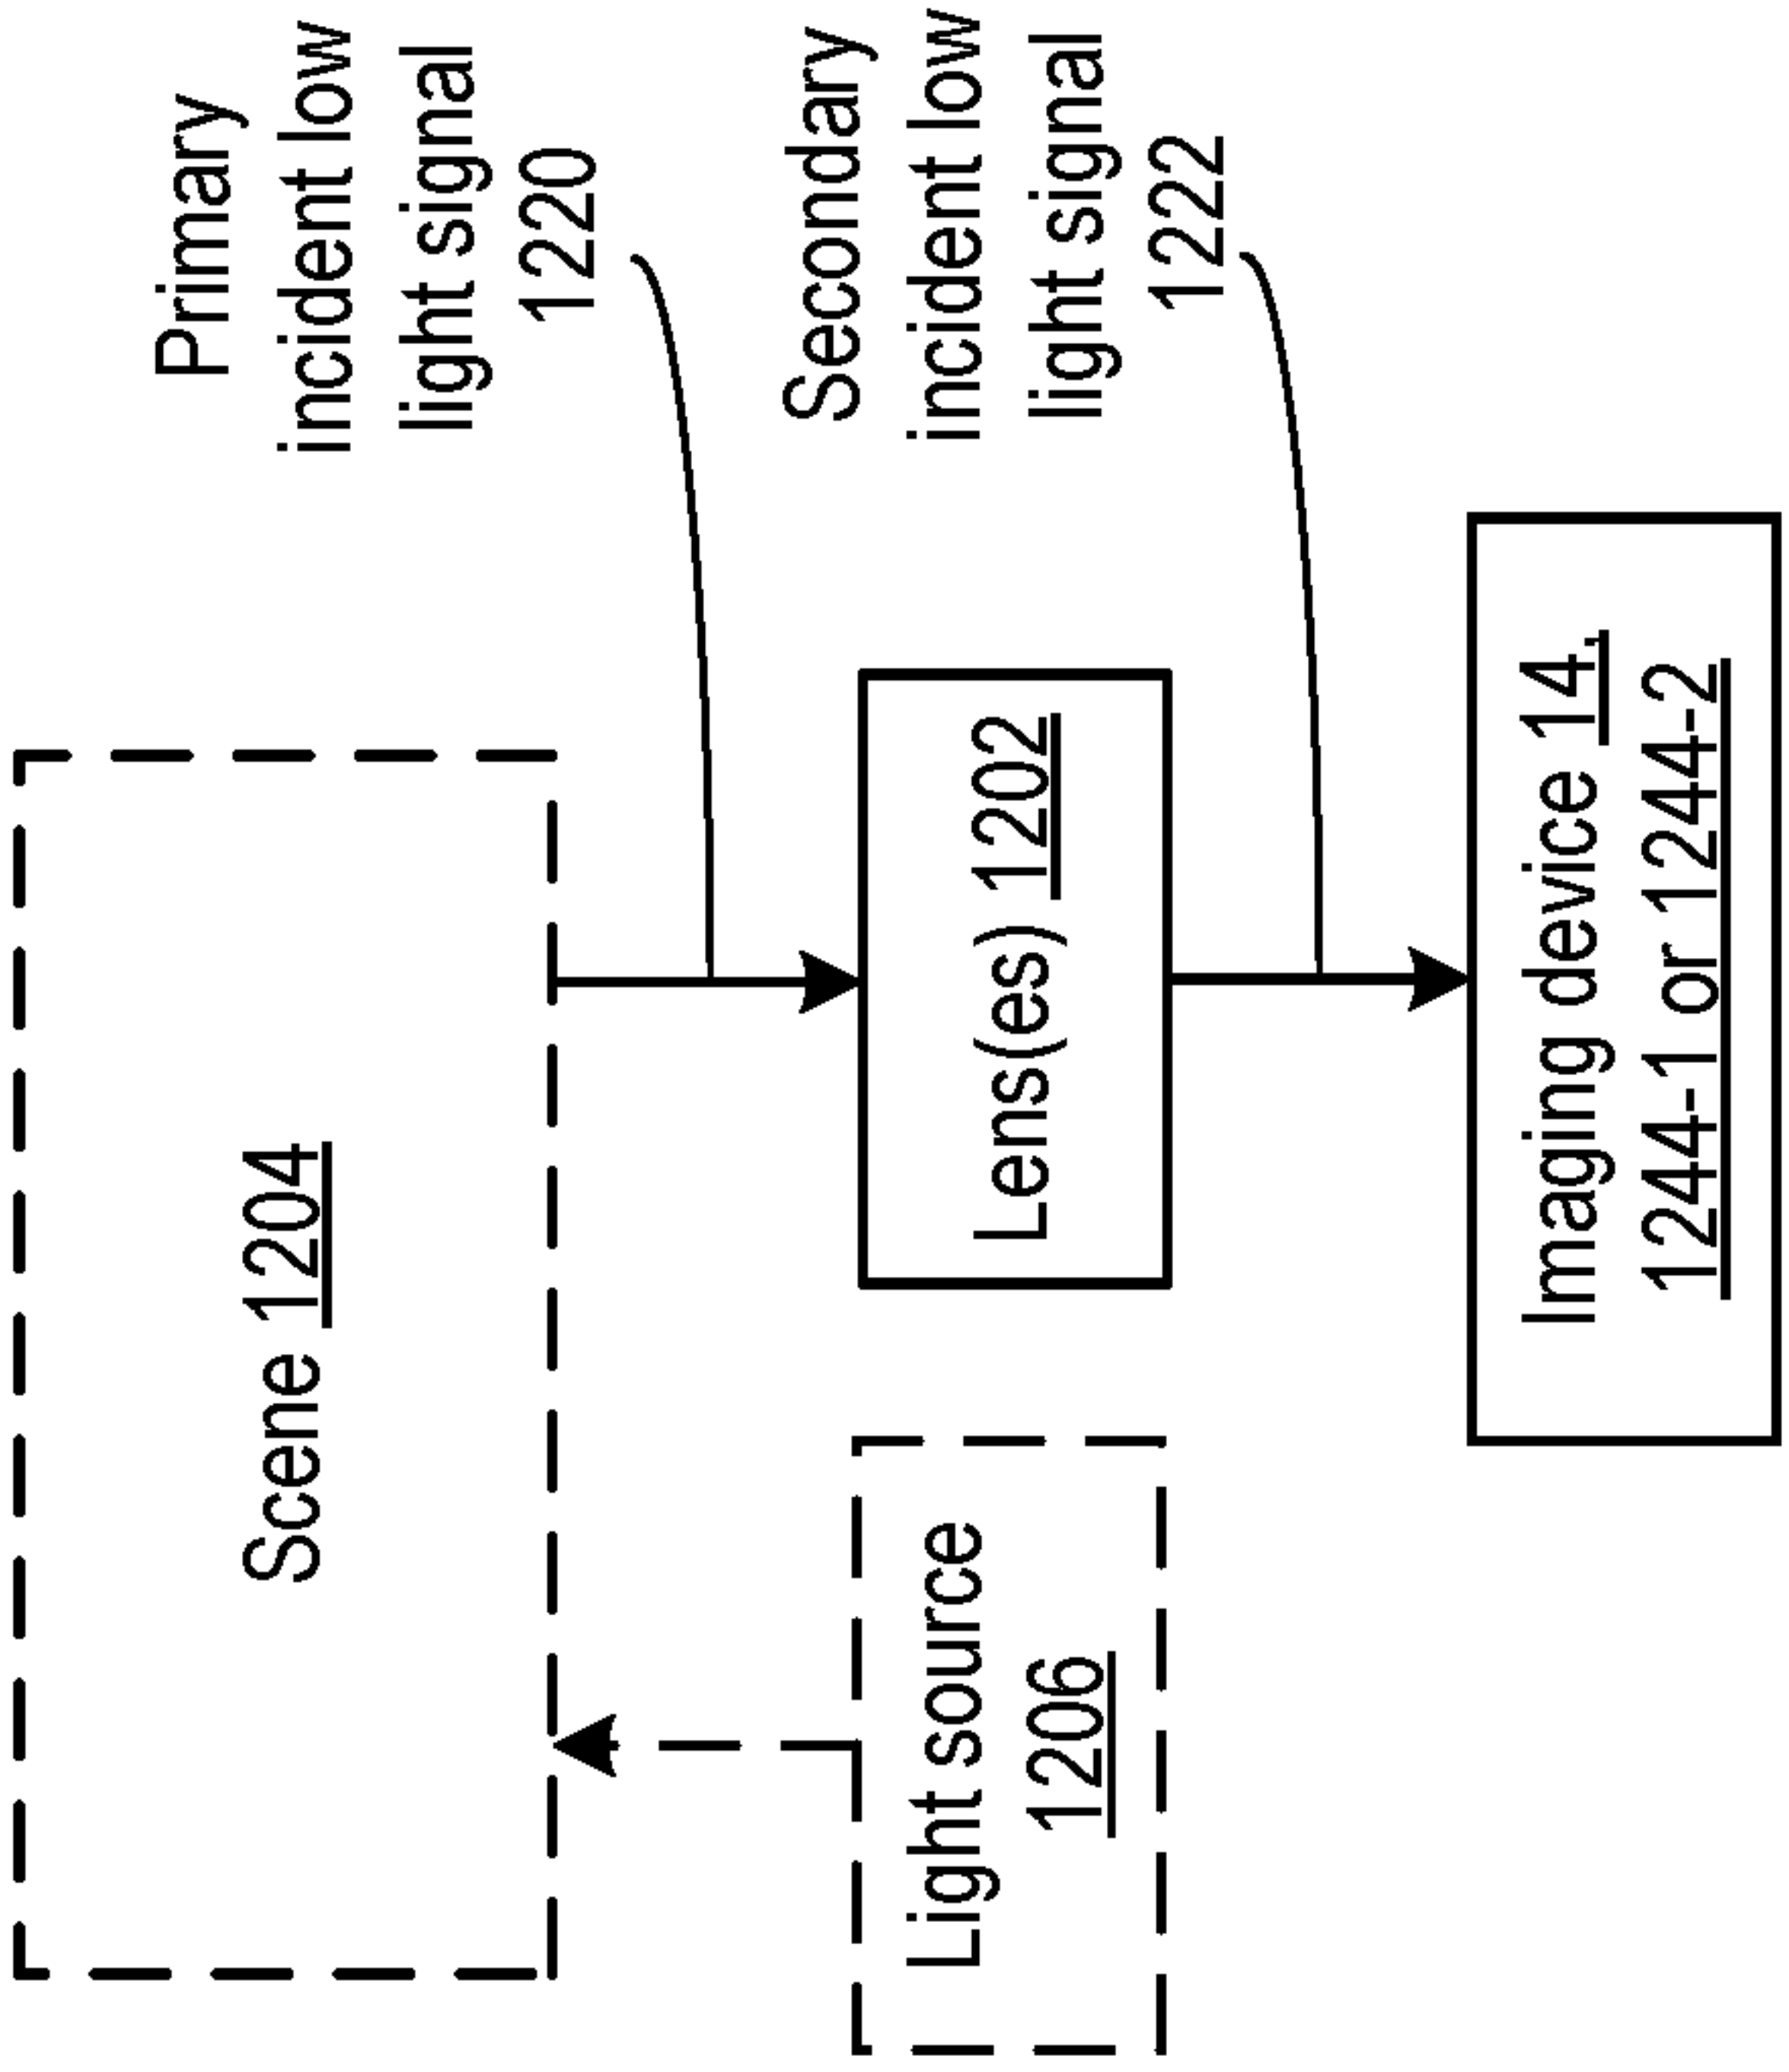 Scene 1204
Primary
incident low
light signal
1220
Light source
1206
Lens(es) 1202
Secondary
incident low
light signal
1222
Imaging device 14,
1244-1 or 1244-2